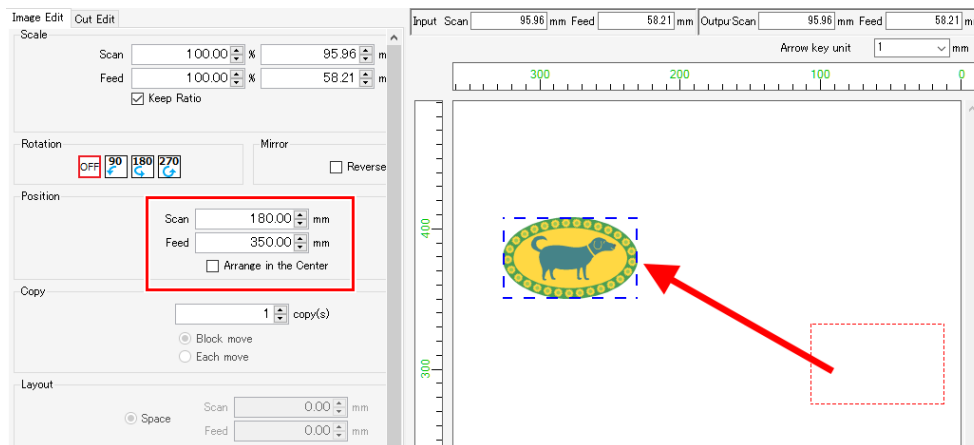 Image Edit Cut Edit
Scale
Scan 100.00 % 95.96 m
Feed 100.00 % 58.21 m
Keep Ratio
Rotation
OFF 90 180 270
Mirror
Reverse
Position
Scan 180.00 mm
Feed 350.00 mm
Arrange in the Center
Copy
1 copy(s)
Block move
Each move
Layout
Space
Scan 0.00 mm
Feed 0.00 mm
Input Scan 95.96 mm Feed 58.21 mm Outpur Scan 95.96 mm Feed 58.21 m
Arrow key unit 1 mm
300 200 100 0
400
300